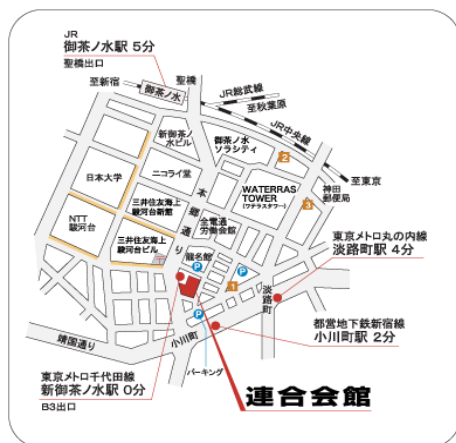 JR
御茶ノ水駅 5分
聖橋出口
至新宿
聖橋
御茶ノ水
JR総武線
至秋葉原
JR中央線
新御茶ノ
水ビル
御茶ノ水
ソラシティ
2
至東京
ニコライ堂
日本大学
本郷通り
WATERRAS
TOWER
(ワテラスタワー)
神田
郵便局
3
三井住友海上
駿河台新館
全電通
労働会館
NTT
駿河台
三井住友海上
駿河台ビル
龍名館
P
P
1
東京メトロ丸の内線
淡路町駅 4分
淡路町
P
都営地下鉄新宿線
小川町駅 2分
靖国通り
小川町
パーキング
東京メトロ千代田線
新御茶ノ水駅 0分
B3出口
連合会館